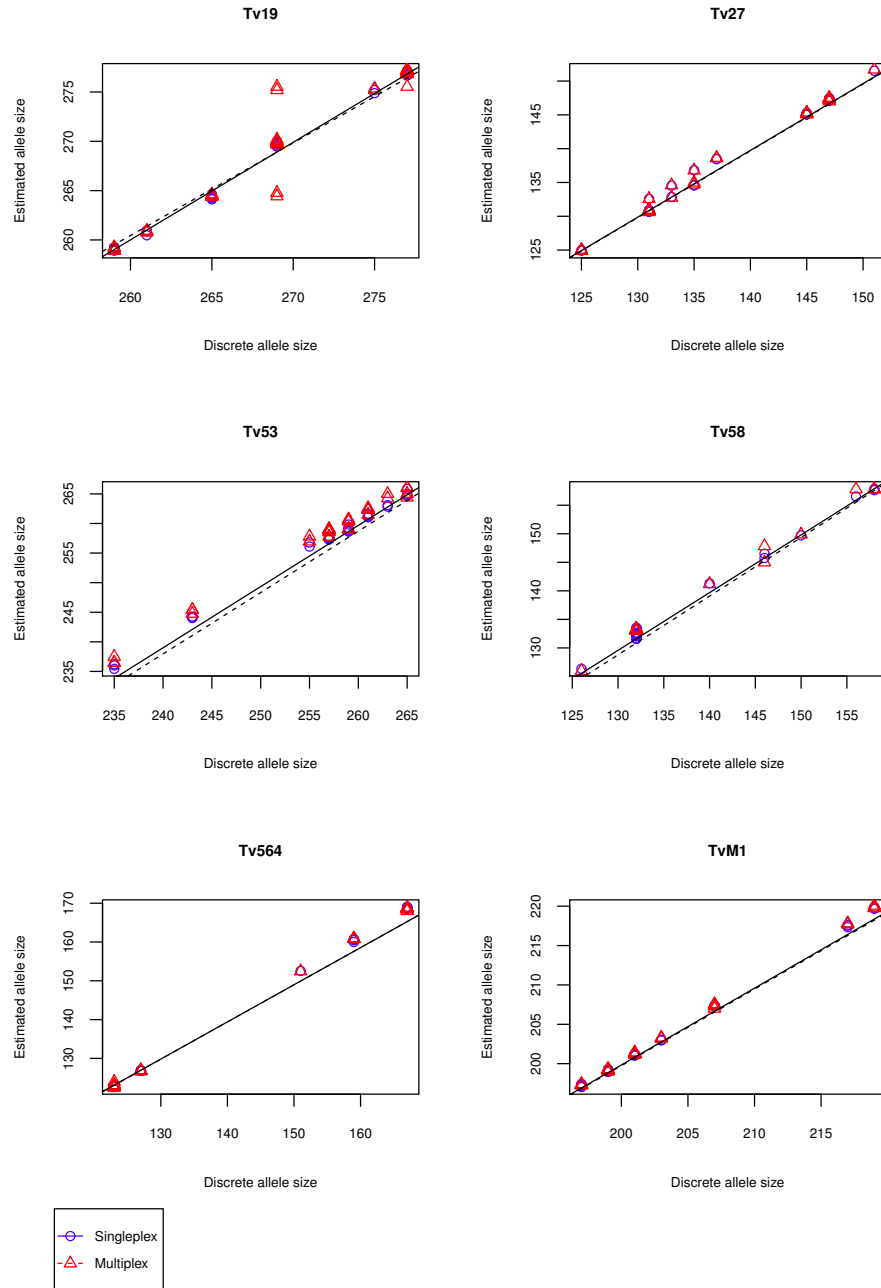 Tv19
Estimated allele size
260 265 270 275
260 265 270 275
Discrete allele size
Tv27
Estimated allele size
125 135 145
125 130 135 140 145 150
Discrete allele size
Tv53
Estimated allele size
235 245 255 265
235 240 245 250 255 260 265
Discrete allele size
Tv58
Estimated allele size
130 140 150
125 130 135 140 145 150 155
Discrete allele size
Tv564
Estimated allele size
130 140 150 160 170
130 140 150 160
Discrete allele size
TvM1
Estimated allele size
200 205 210 215 220
200 205 210 215
Discrete allele size
Singleplex
Multiplex